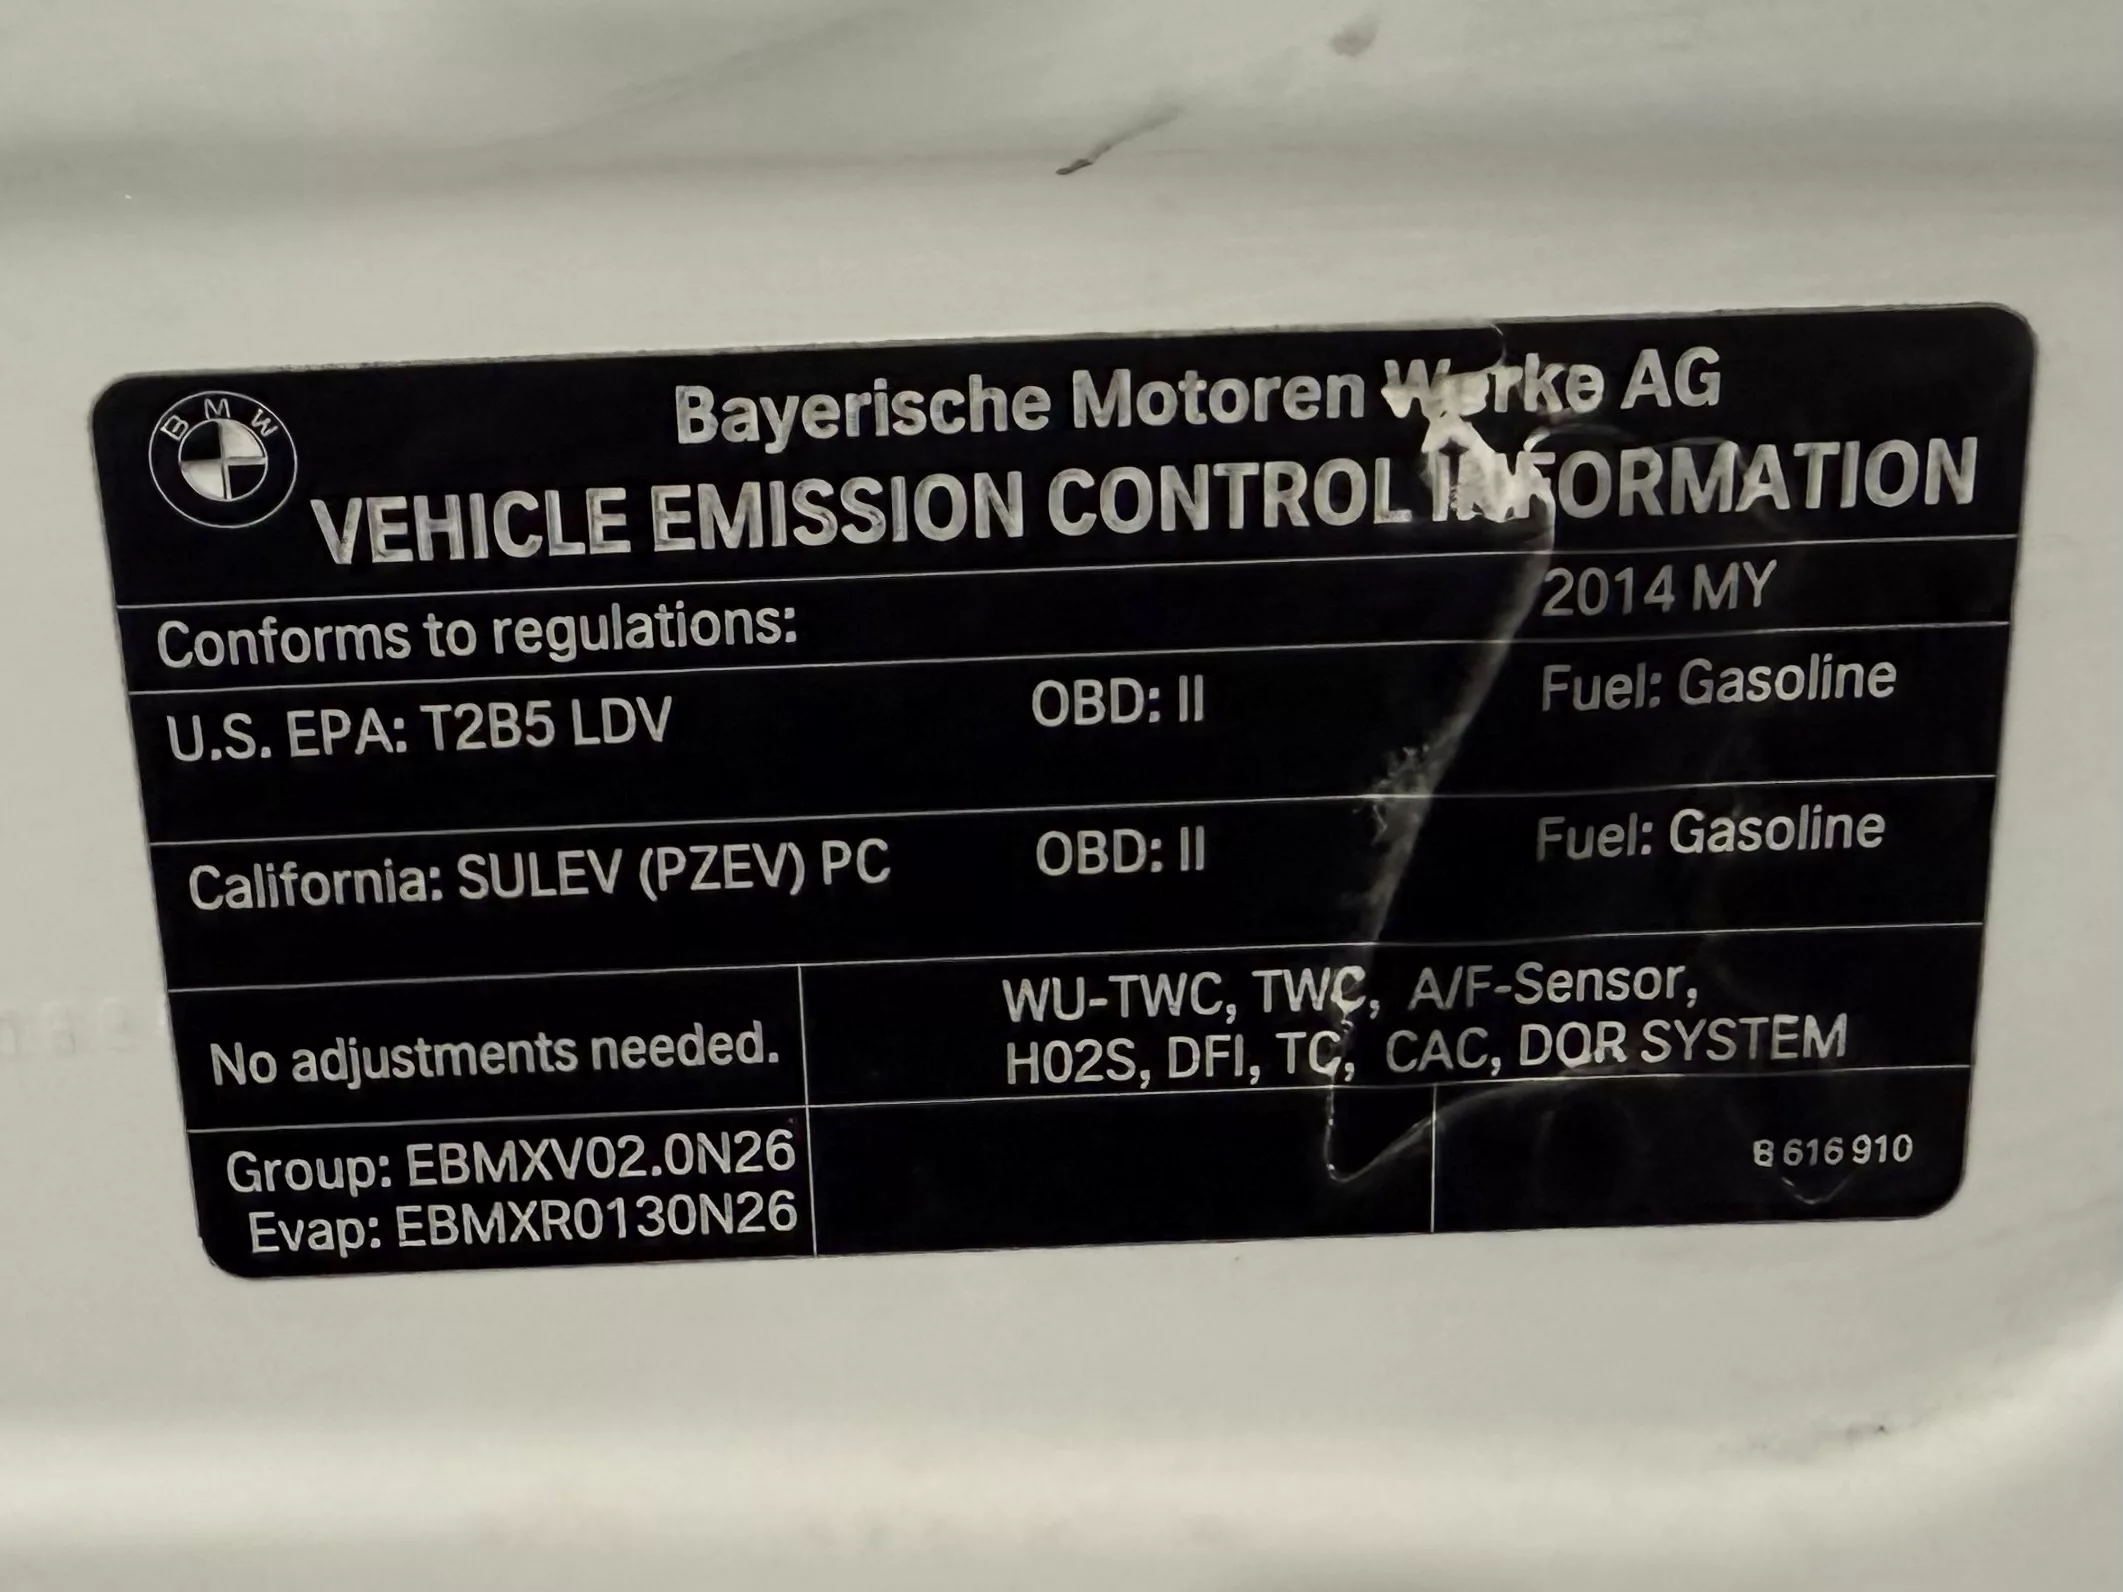 BMW
Bayerische Motoren Werke AG
VEHICLE EMISSION CONTROL INFORMATION
Conforms to regulations: 2014 MY
U.S. EPA: T2B5 LDV OBD: II Fuel: Gasoline
California: SULEV (PZEV) PC OBD: II Fuel: Gasoline
No adjustments needed.
WU-TWC, TWC, A/F-Sensor,
HO2S, DFI, TC, CAC, DOR SYSTEM
Group: EBMXV02.0N26
Evap: EBMXR0130N26
8 616 910